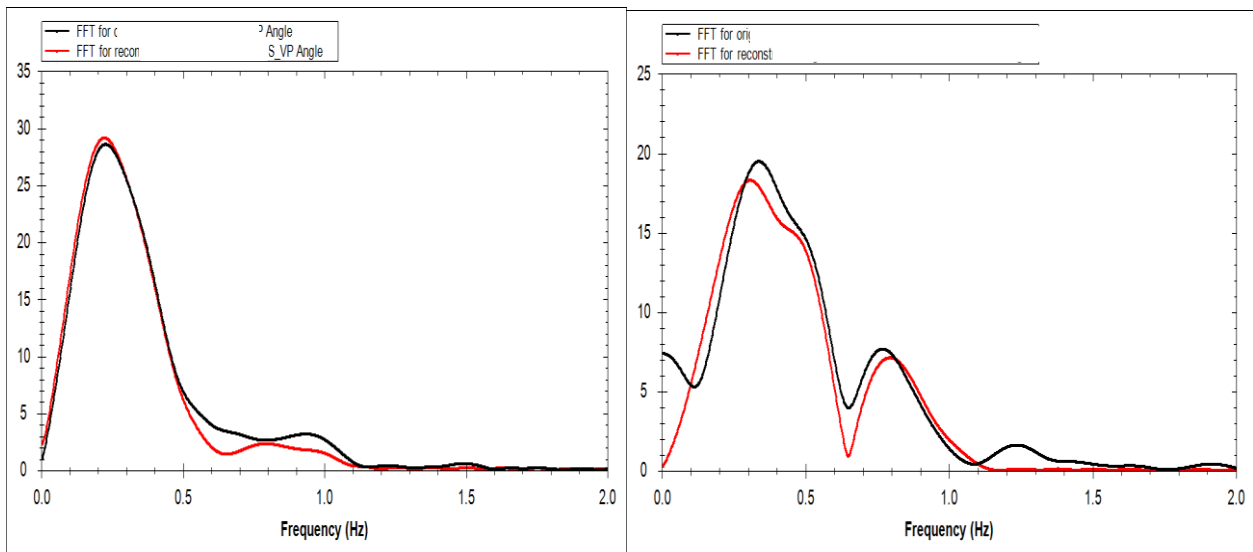 FFT for
Angle
FFT for recon
S_VP Angle
35
30
25
20
15
10
5
0
0.0 0.5 1.0 1.5 2.0
Frequency (Hz)
FFT for orig
FFT for reconst
25
20
15
10
5
0
0.0 0.5 1.0 1.5 2.0
Frequency (Hz)